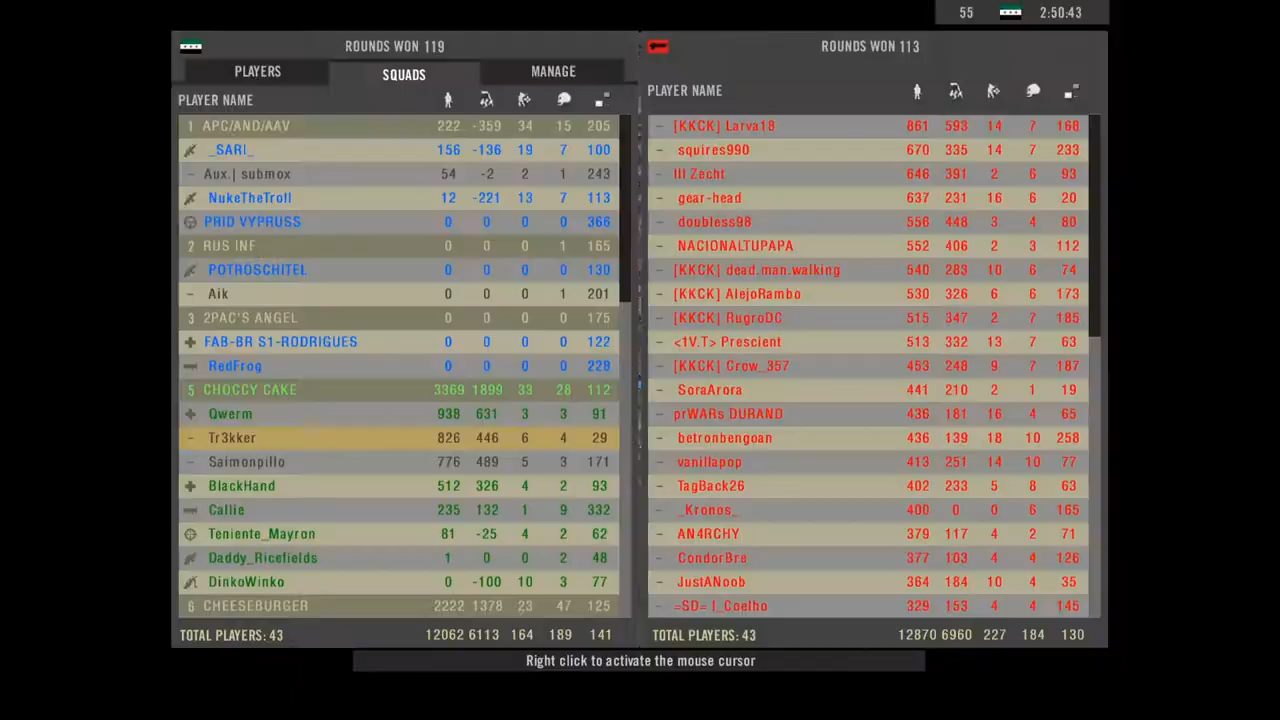 55 2:50:43
ROUNDS WON 119
PLAYERS SQUADS MANAGE
PLAYER NAME
1 APC/AND/AAV 222 -359 34 15 205
_SARI_ 156 -136 19 7 100
- Aux.| submox 54 -2 2 1 243
NukeTheTroll 12 -221 13 7 113
PRID VYPRUSS 0 0 0 0 366
2 RUS INF 0 0 0 1 165
POTROSCHITEL 0 0 0 0 130
- Aik 0 0 0 1 201
3 2PAC'S ANGEL 0 0 0 0 175
FAB-BR S1-RODRIGUES 0 0 0 0 122
RedFrog 0 0 0 0 229
5 CHOCCY CAKE 3369 1899 33 28 112
Qwerm 938 631 3 3 91
- Tr3kker 826 446 6 4 29
- Saimonpillo 776 489 5 3 171
BlackHand 512 326 4 2 93
Callie 235 132 1 9 332
Teniente_Mayron 81 -25 4 2 62
Daddy_Ricefields 1 0 0 2 48
DinkoWinko 0 -100 10 3 77
6 CHEESEBURGER 2222 1378 23 47 125
TOTAL PLAYERS: 43 12062 6113 164 189 141
ROUNDS WON 113
PLAYER NAME
- [KKCK] Larva18 861 593 14 7 168
- squires990 670 335 14 7 233
- III Zecht 646 391 2 6 93
- gear-head 637 231 16 6 20
- doubless98 556 448 3 4 80
- NACIONALTUPAPA 552 406 2 3 112
- [KKCK] dead.man.walking 540 283 10 6 74
- [KKCK] AlejoRambo 530 326 6 6 173
- [KKCK] RugroDC 515 347 2 7 185
- <1V.T> Prescient 513 332 13 7 63
- [KKCK] Crow_357 453 248 9 7 187
- SoraArora 441 210 2 1 19
- prWARs DURAND 436 181 16 4 65
- betronbengoan 436 139 18 10 258
- vanillapop 413 251 14 10 77
- TagBack26 402 233 5 8 63
- _Kronos_ 400 0 0 6 165
- AN4RCHY 379 117 4 2 71
- CondorBre 377 103 4 4 126
- JustANoob 364 184 10 4 35
- =SD= I_Coelho 329 153 4 4 145
TOTAL PLAYERS: 43 12870 6960 227 184 130
Right click to activate the mouse cursor